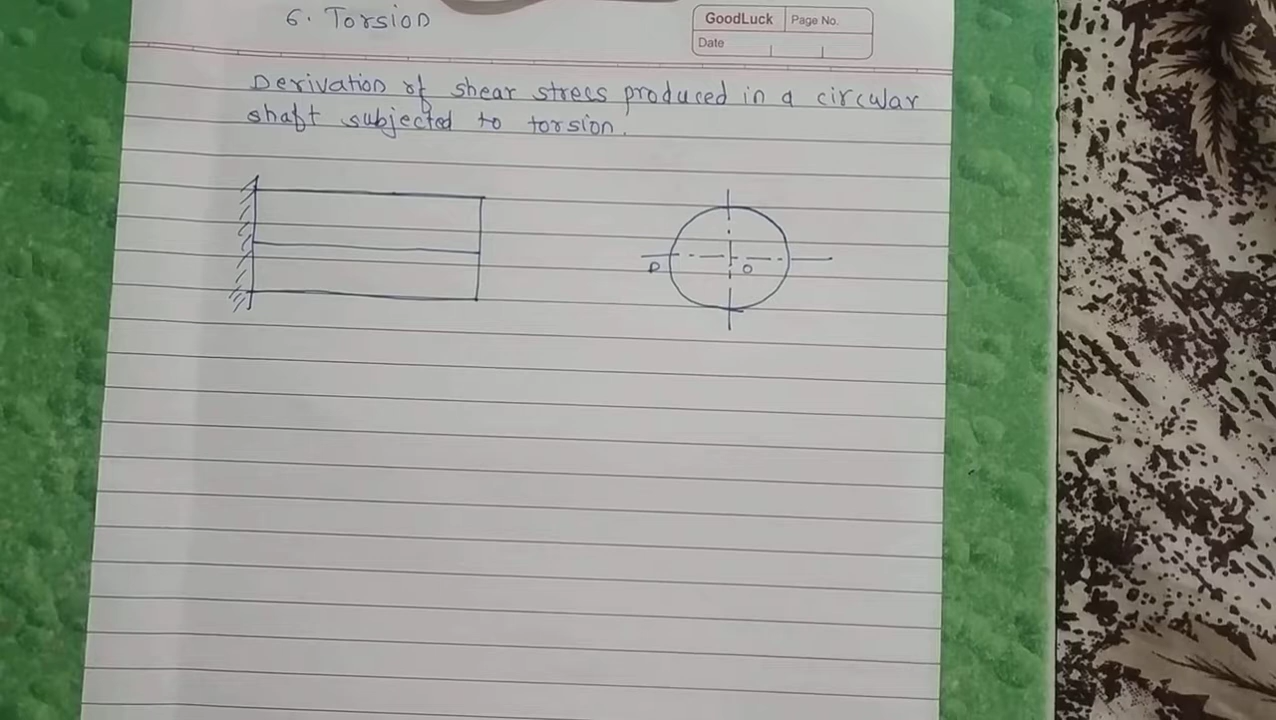 6. Torsion
GoodLuck Page No.
Date
Derivation of shear stress produced in a circular
shaft subjected to torsion.
D O